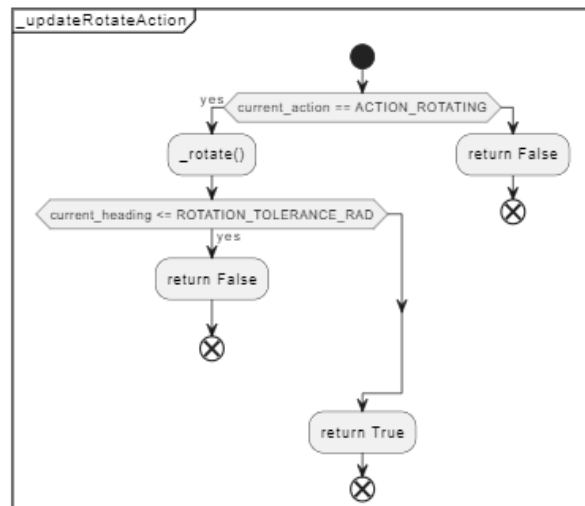 _updateRotateAction
yes
current_action == ACTION_ROTATING
_rotate()
return False
current_heading <= ROTATION_TOLERANCE_RAD
yes
return False
return True